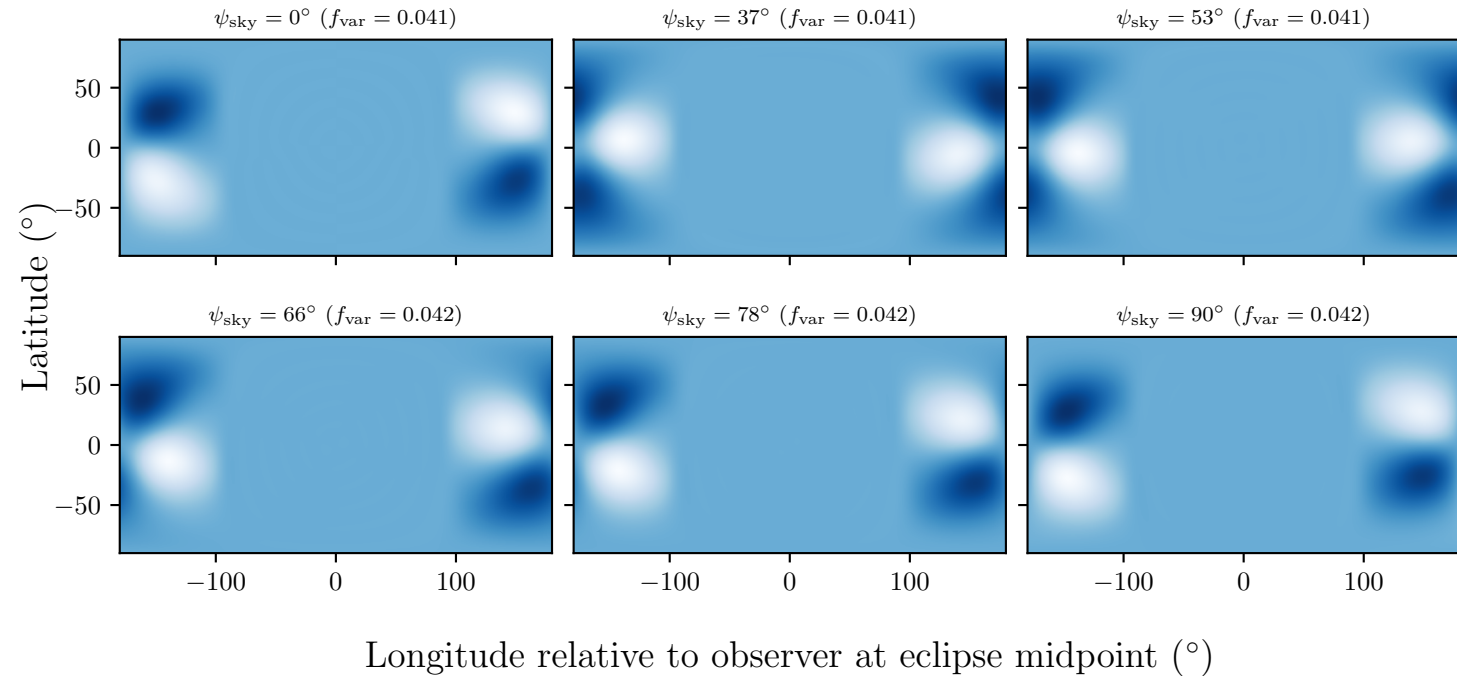 ψsky = 0° (fvar = 0.041)
ψsky = 37° (fvar = 0.041)
ψsky = 53° (fvar = 0.041)
50
0
−50
ψsky = 66° (fvar = 0.042)
ψsky = 78° (fvar = 0.042)
ψsky = 90° (fvar = 0.042)
50
0
−50
Latitude (°)
−100 0 100
−100 0 100
−100 0 100
Longitude relative to observer at eclipse midpoint (°)